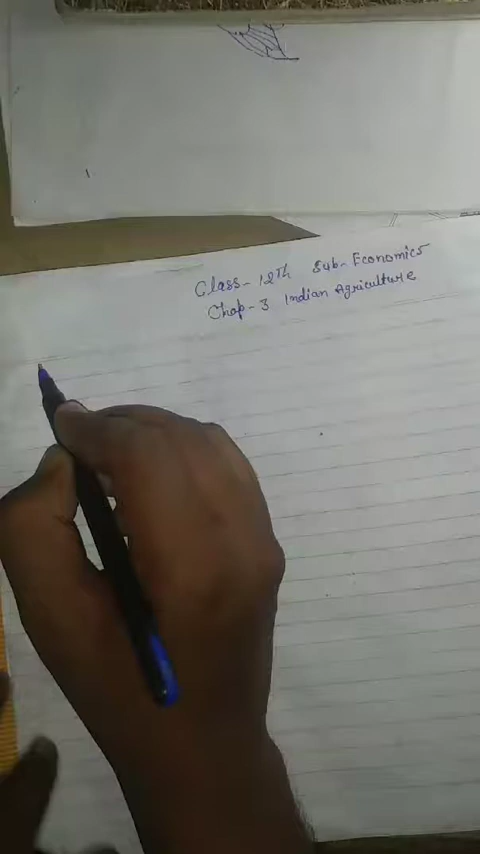 Class - 12Th Sub - Economics
Chap - 3 Indian Agriculture